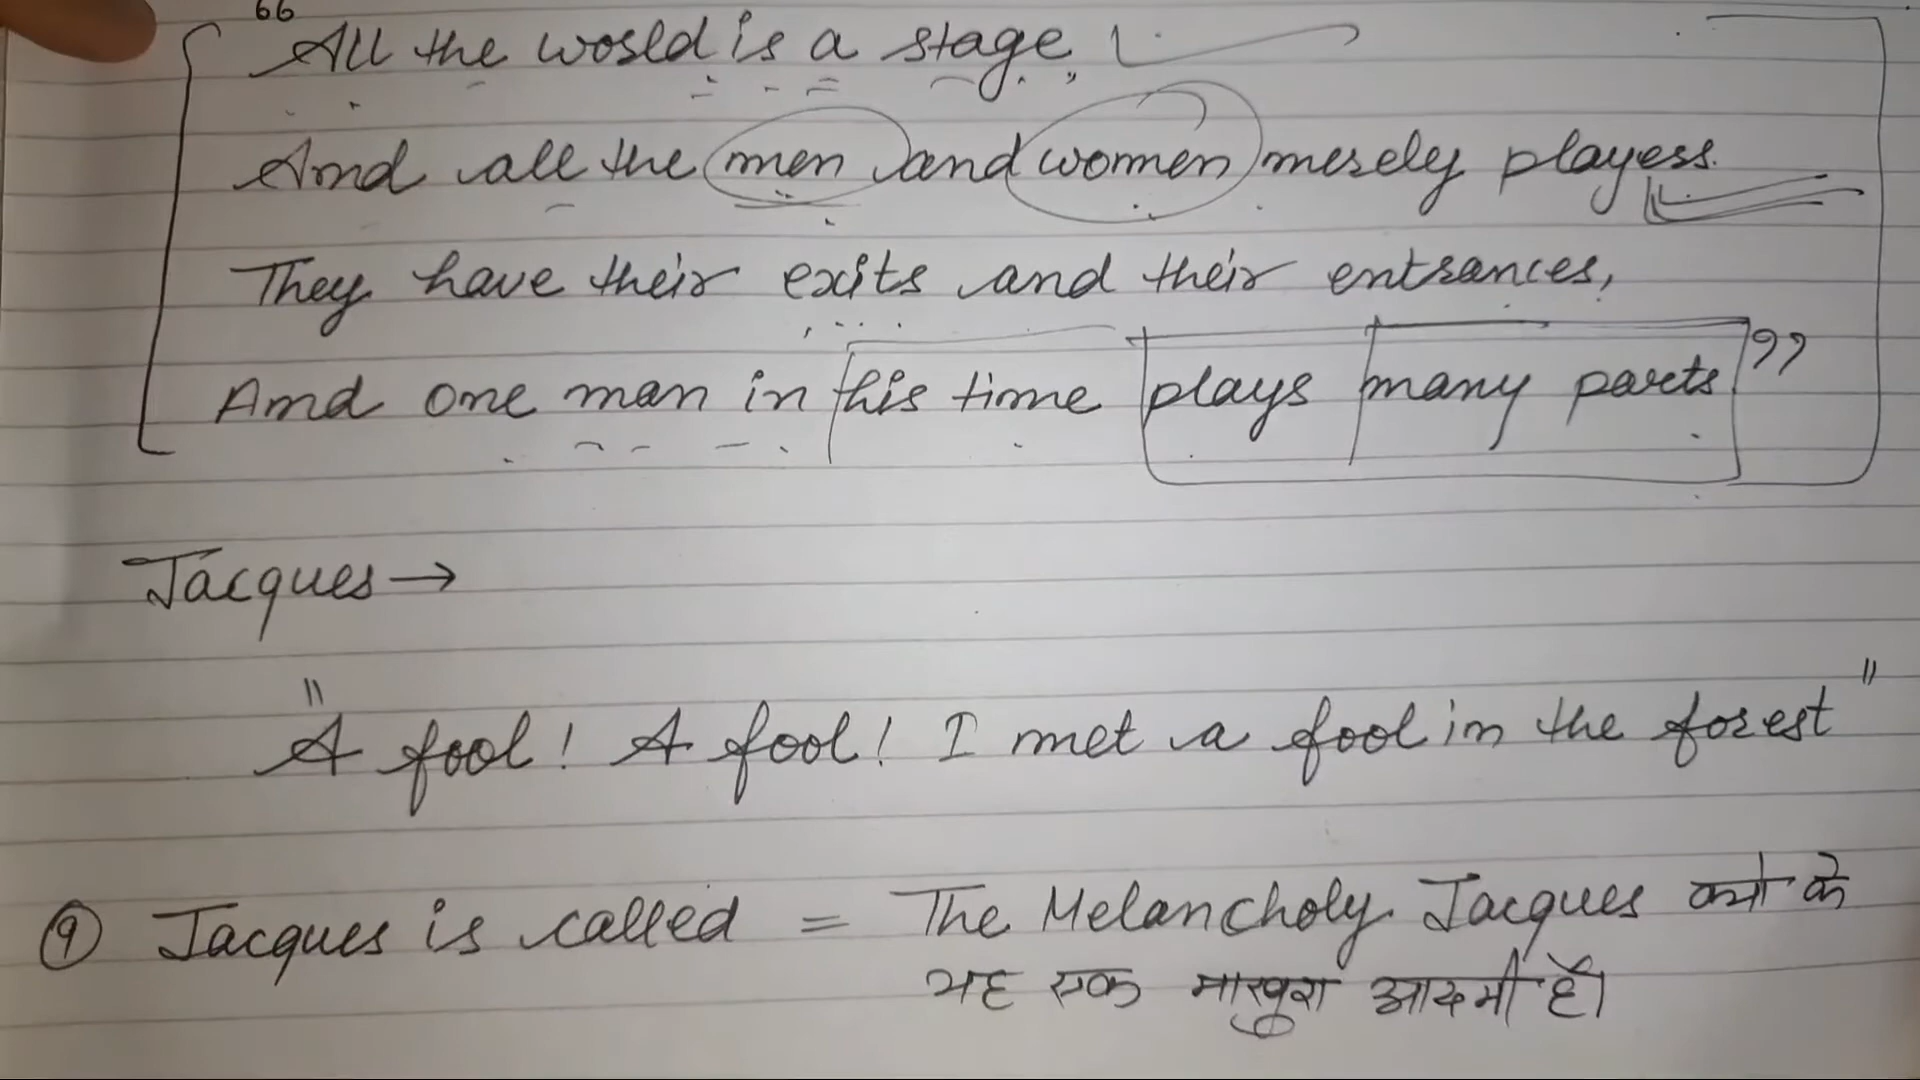 “All the world is a stage,
And all the men and women merely players.
They have their exits and their entrances,
And one man in his time plays many parts”
Jacques →
"A fool! A fool! I met a fool in the forest"
9 Jacques is called = The Melancholy Jacques क्यों के
यह एक माखुश आदमी है।